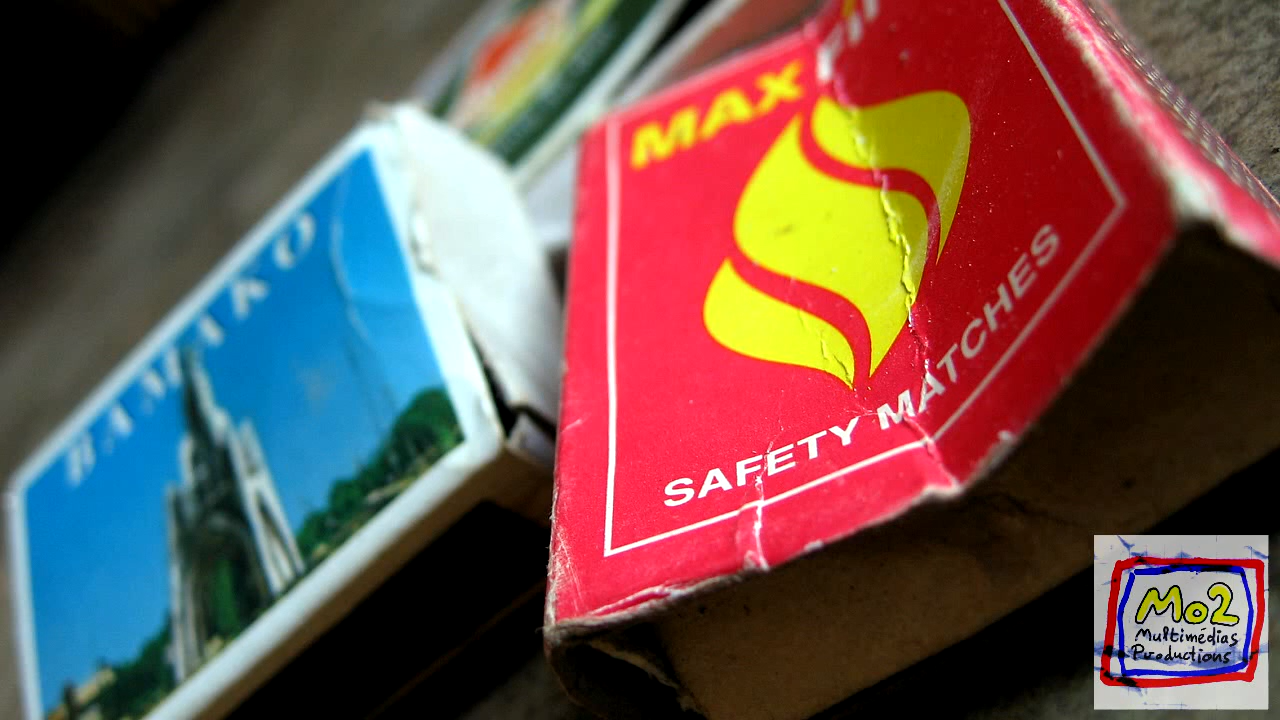 BAMAKO
MAX
SAFETY MATCHES
Mo2
Multimédias
Productions